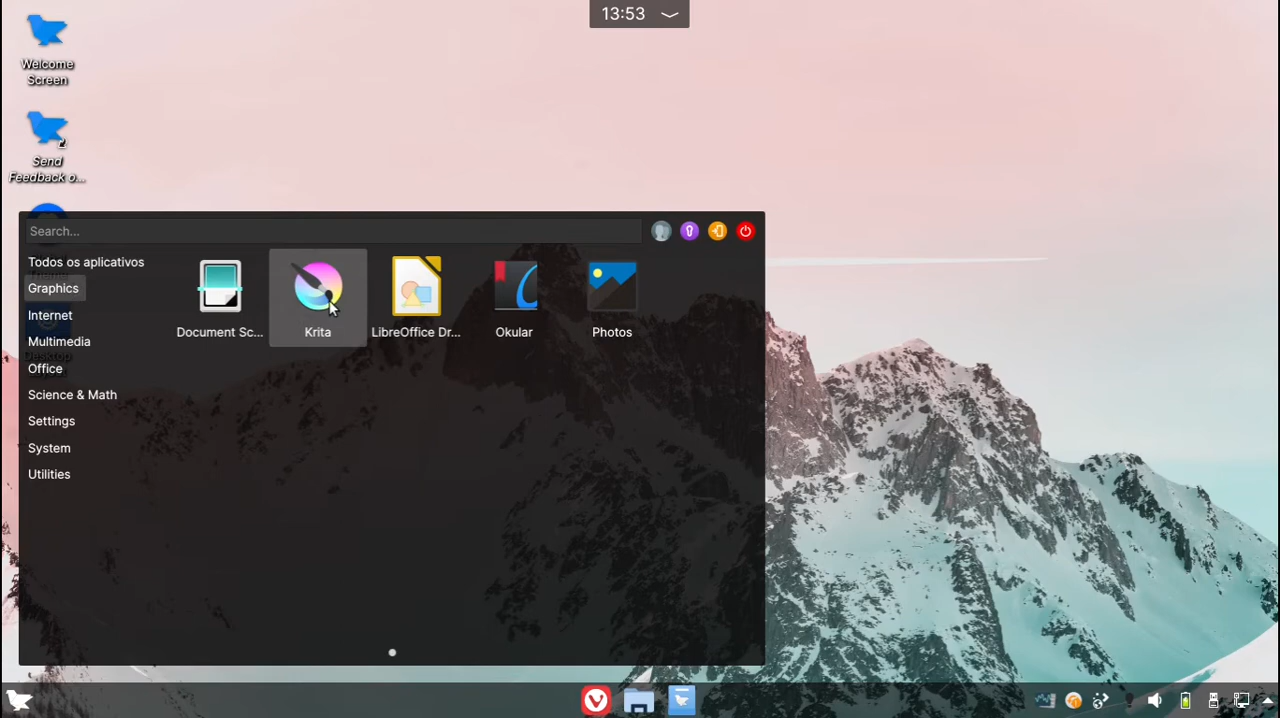 13:53
Welcome
Screen
Send
Feedback o...
Search...
Todos os aplicativos
Graphics
Internet
Multimedia
Office
Science & Math
Settings
System
Utilities
Document Sc...
Krita
LibreOffice Dr...
Okular
Photos
Desktop